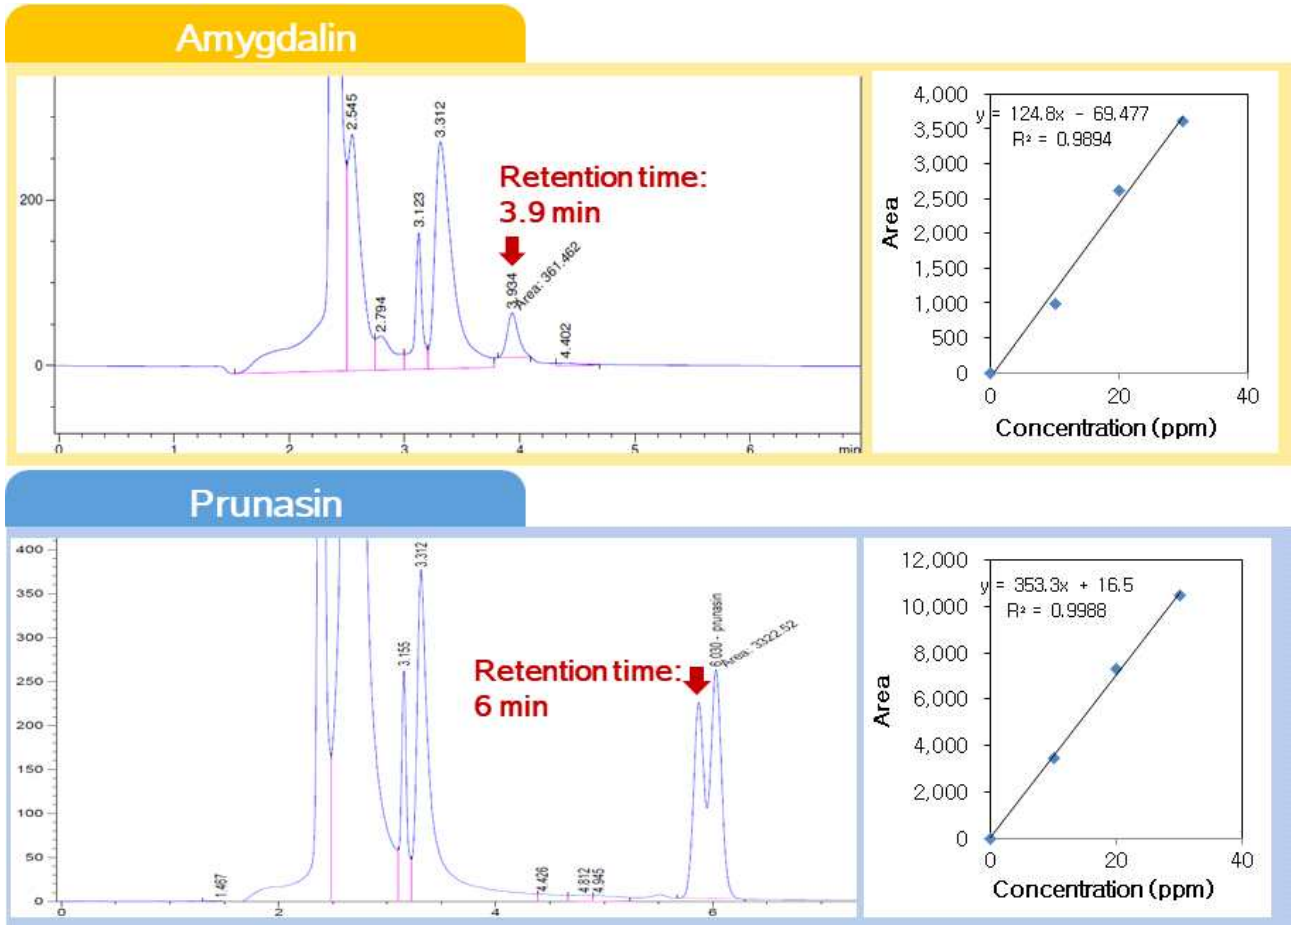 Amygdalin
2.545
2.794
3.123
3.312
3.934
Area: 361.462
4.402
Retention time:
3.9 min
200
0
0 1 2 3 4 5 6 min
4,000
3,500
3,000
2,500
2,000
1,500
1,000
500
0
y = 124.8x − 69.477
R² = 0.9894
Area
0 20 40
Concentration (ppm)
Prunasin
400
350
300
250
200
150
100
50
0
1.467
3.155
3.312
4.426
4.812
4.945
6.030 - prunasin
Area: 3322.52
Retention time:
6 min
0 2 4 6
12,000
10,000
8,000
6,000
4,000
2,000
0
y = 353.3x + 16.5
R² = 0.9988
Area
0 20 40
Concentration (ppm)